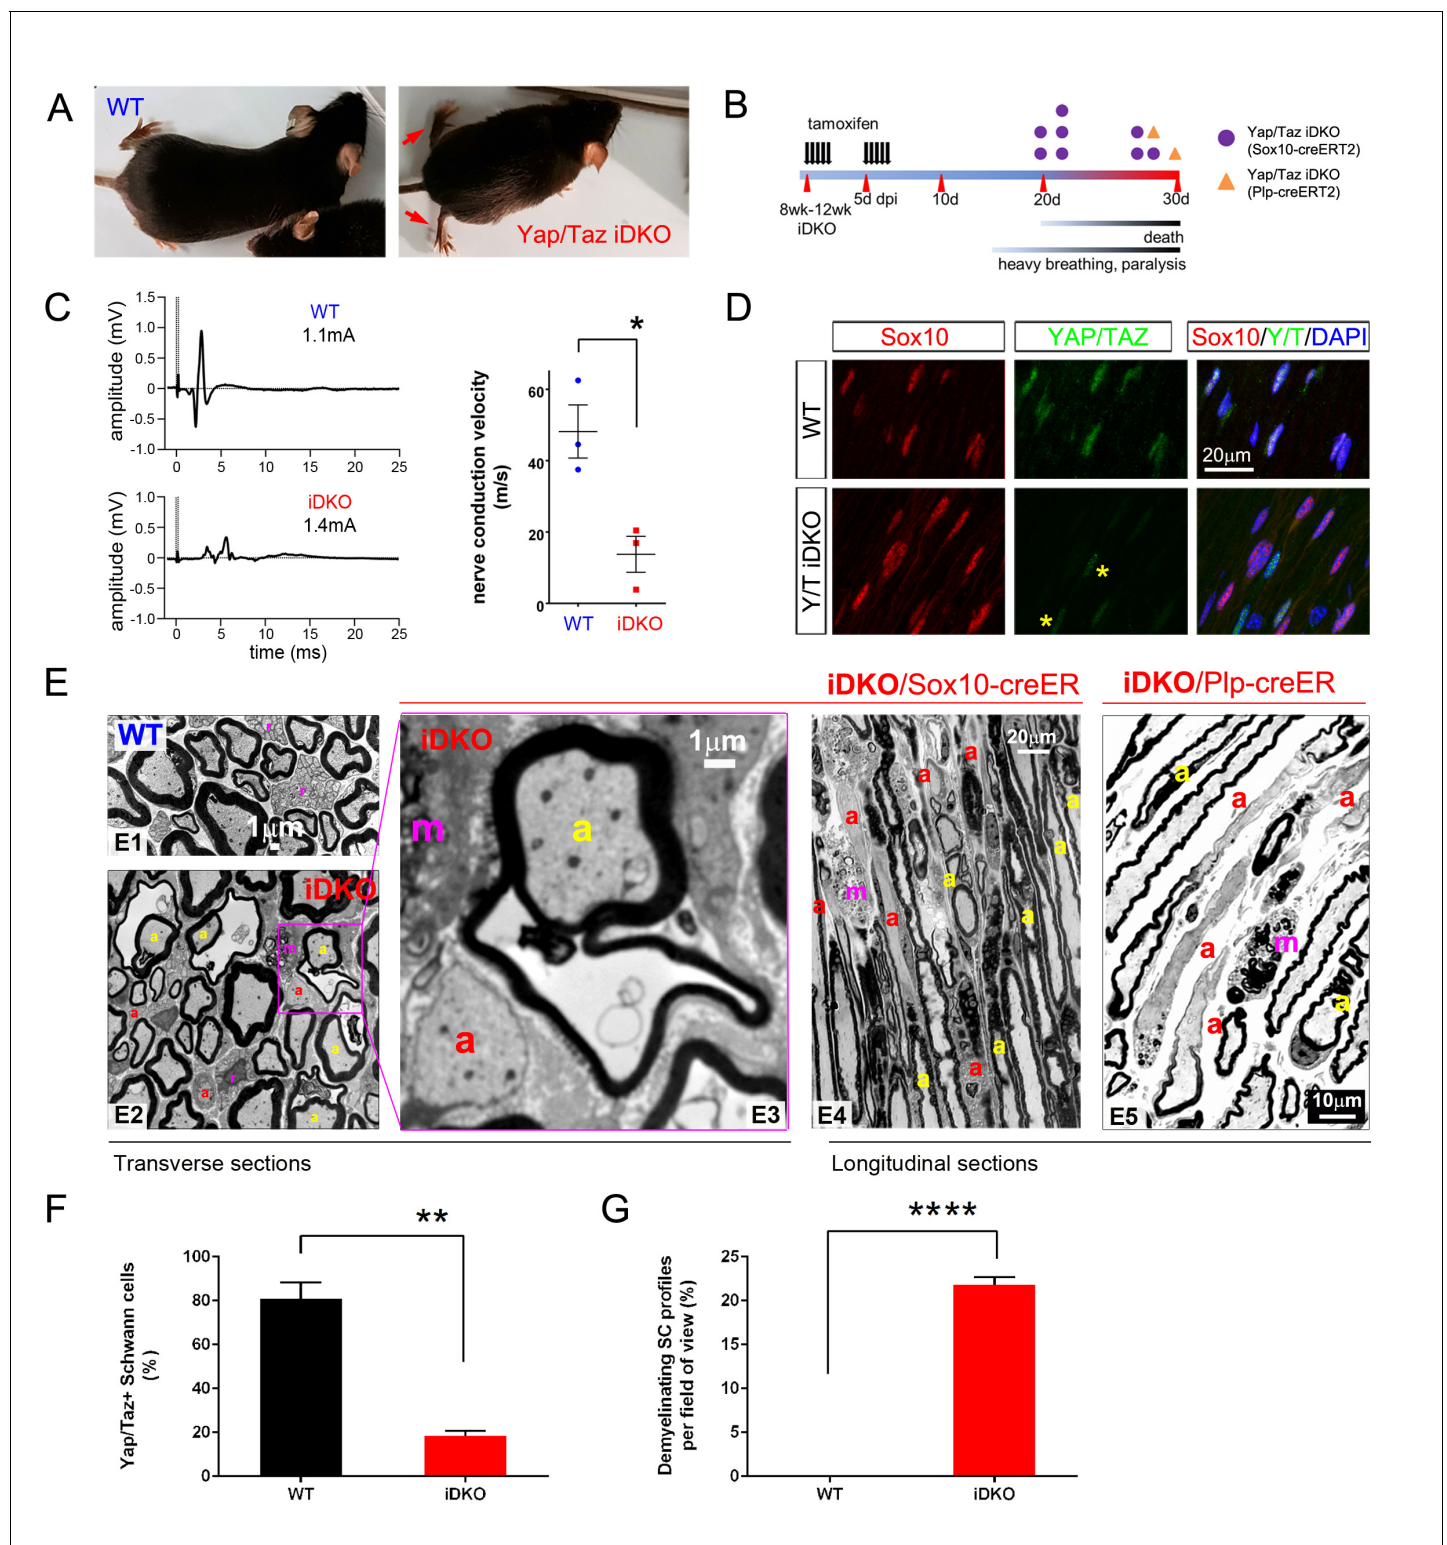 A
WT
Yap/Taz iDKO
B
tamoxifen
8wk-12wk
iDKO
5d dpi
10d
20d
30d
death
heavy breathing, paralysis
Yap/Taz iDKO
(Sox10-creERT2)
Yap/Taz iDKO
(Plp-creERT2)
C
amplitude (mV)
1.5
1.0
0.5
0
-0.5
-1.0
WT
1.1mA
0 5 10 15 20 25
amplitude (mV)
1.0
0.5
0
-0.5
-1.0
iDKO
1.4mA
0 5 10 15 20 25
time (ms)
nerve conduction velocity
(m/s)
60
40
20
0
*
WT iDKO
D
Sox10 YAP/TAZ Sox10/Y/T/DAPI
WT
20μm
Y/T iDKO
*
*
E
iDKO/Sox10-creER
iDKO/Plp-creER
WT
r
r
1μm
E1
iDKO
a
a
a
m
a
a
a
a
r
a
E2
iDKO
1μm
m
a
a
E3
20μm
a
a
a
a
a
m
a
a
a
a
a
a
a
E4
a
a
a
a
m
a
a
10μm
E5
Transverse sections
Longitudinal sections
F
Yap/Taz+ Schwann cells
(%)
100
80
60
40
20
0
**
WT iDKO
G
Demyelinating SC profiles
per field of view (%)
25
20
15
10
5
0
****
WT iDKO